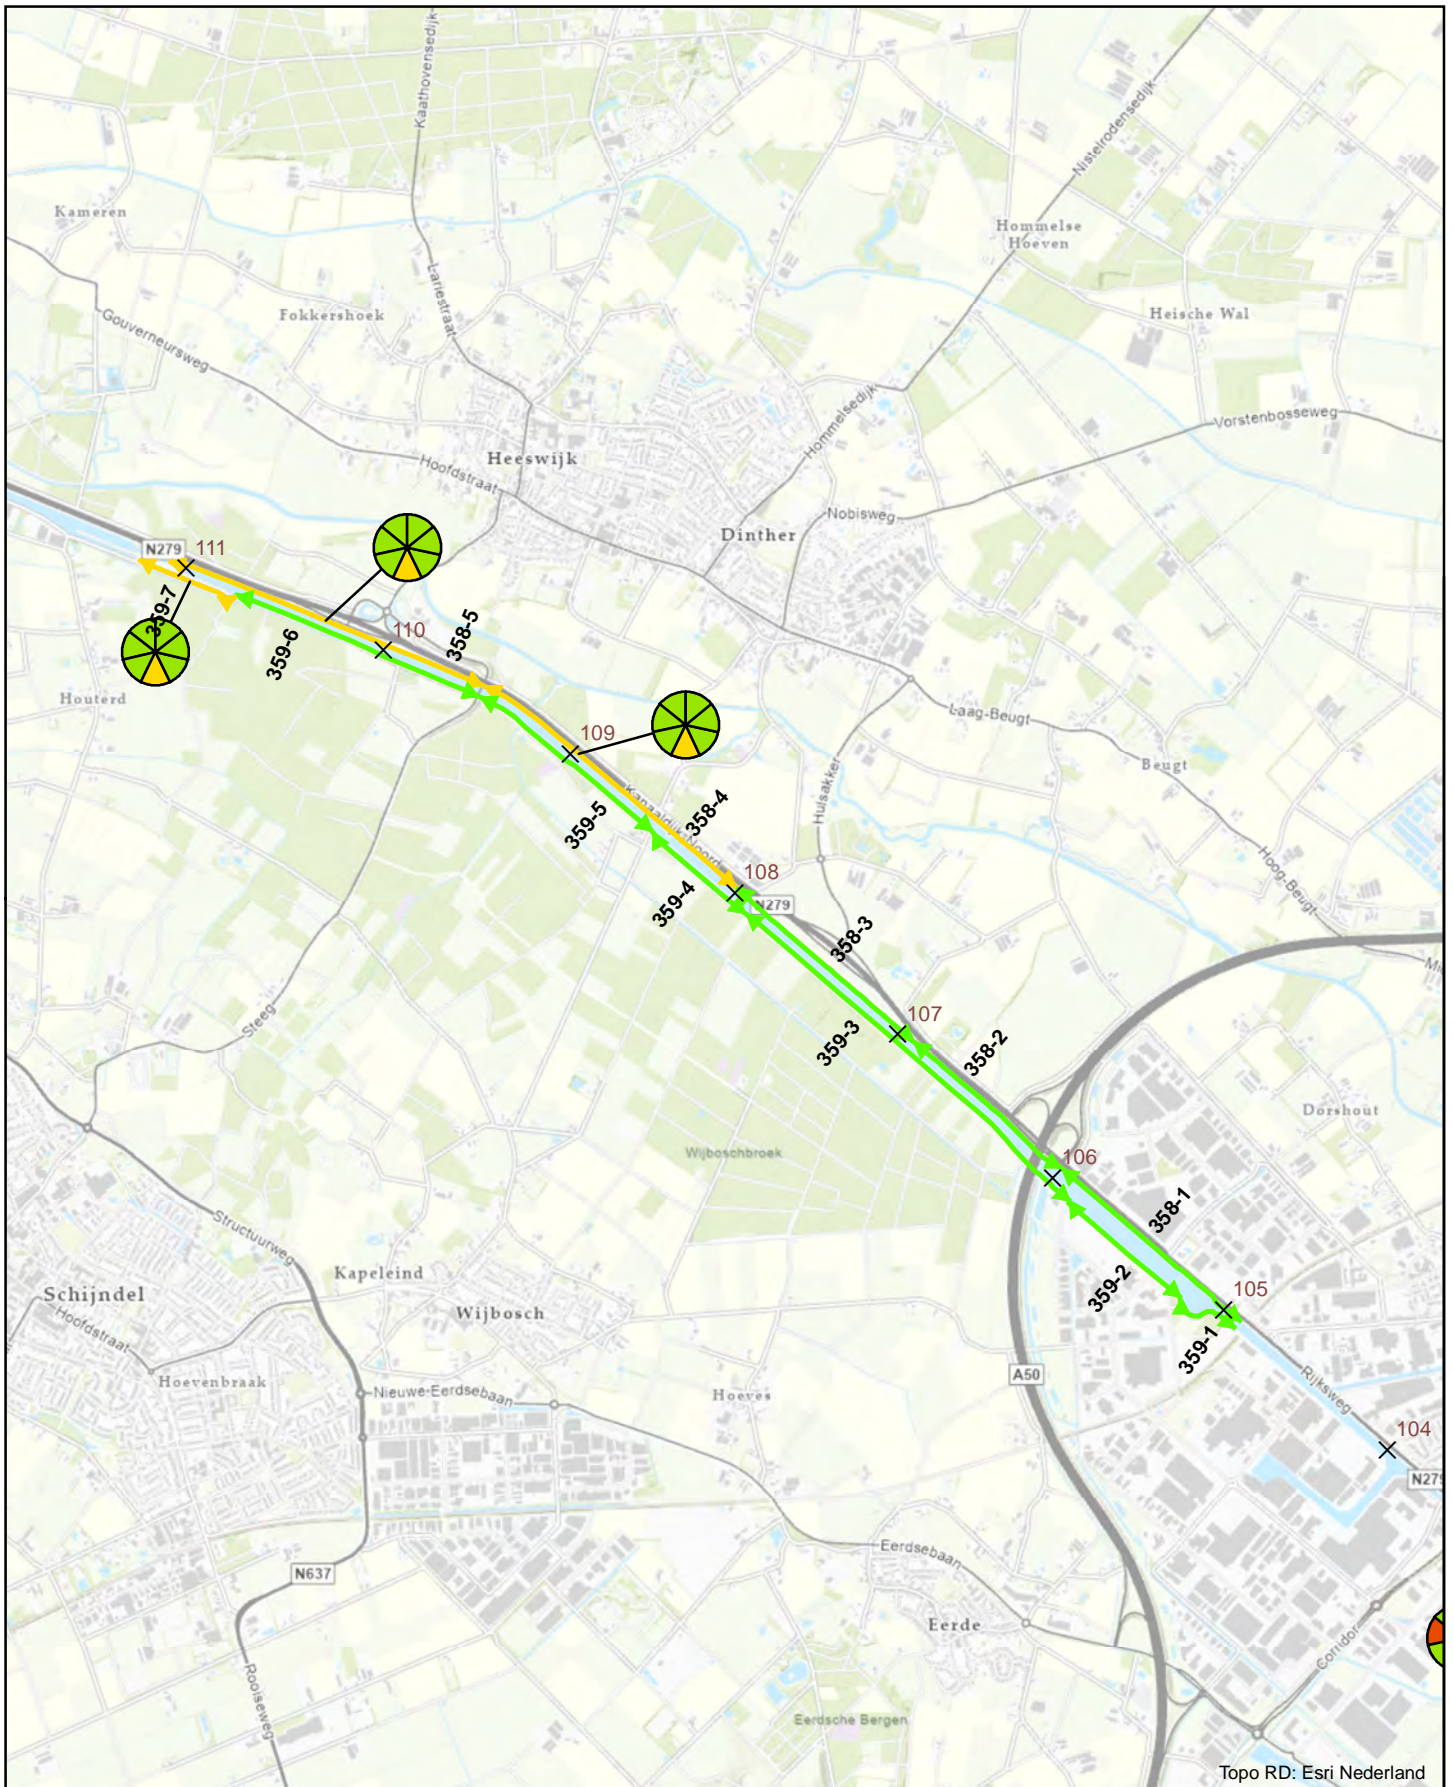 Kaathovensedijk
Nistelrodensedijk
Kameren
Hommelse
Hoeven
Lariestraat
Fokkershoek
Heische Wal
Gouverneursweg
Hommelsedijk
Vorstenbosseweg
Heeswijk
Hoofdstraat
Nobisweg
Dinther
N279
111
359-7
110
358-5
359-6
Houterd
Laag-Beugt
109
Beugt
Hulsakker
Kanaaldijk-Noord
358-4
359-5
108
Hoog-Beugt
359-4
N279
358-3
Steeg
107
358-2
359-3
Dorshout
Wijboschbroek
106
358-1
Structuurweg
Kapeleind
359-2
Schijndel
Wijbosch
105
Hoofdstraat
359-1
Hoevenbraak
A50
Rijksweg
Nieuwe-Eerdsebaan
Hoeves
104
N279
Eerdsebaan
N637
Eerde
Corridor
Rooiseweg
Eerdsche Bergen
Topo RD: Esri Nederland